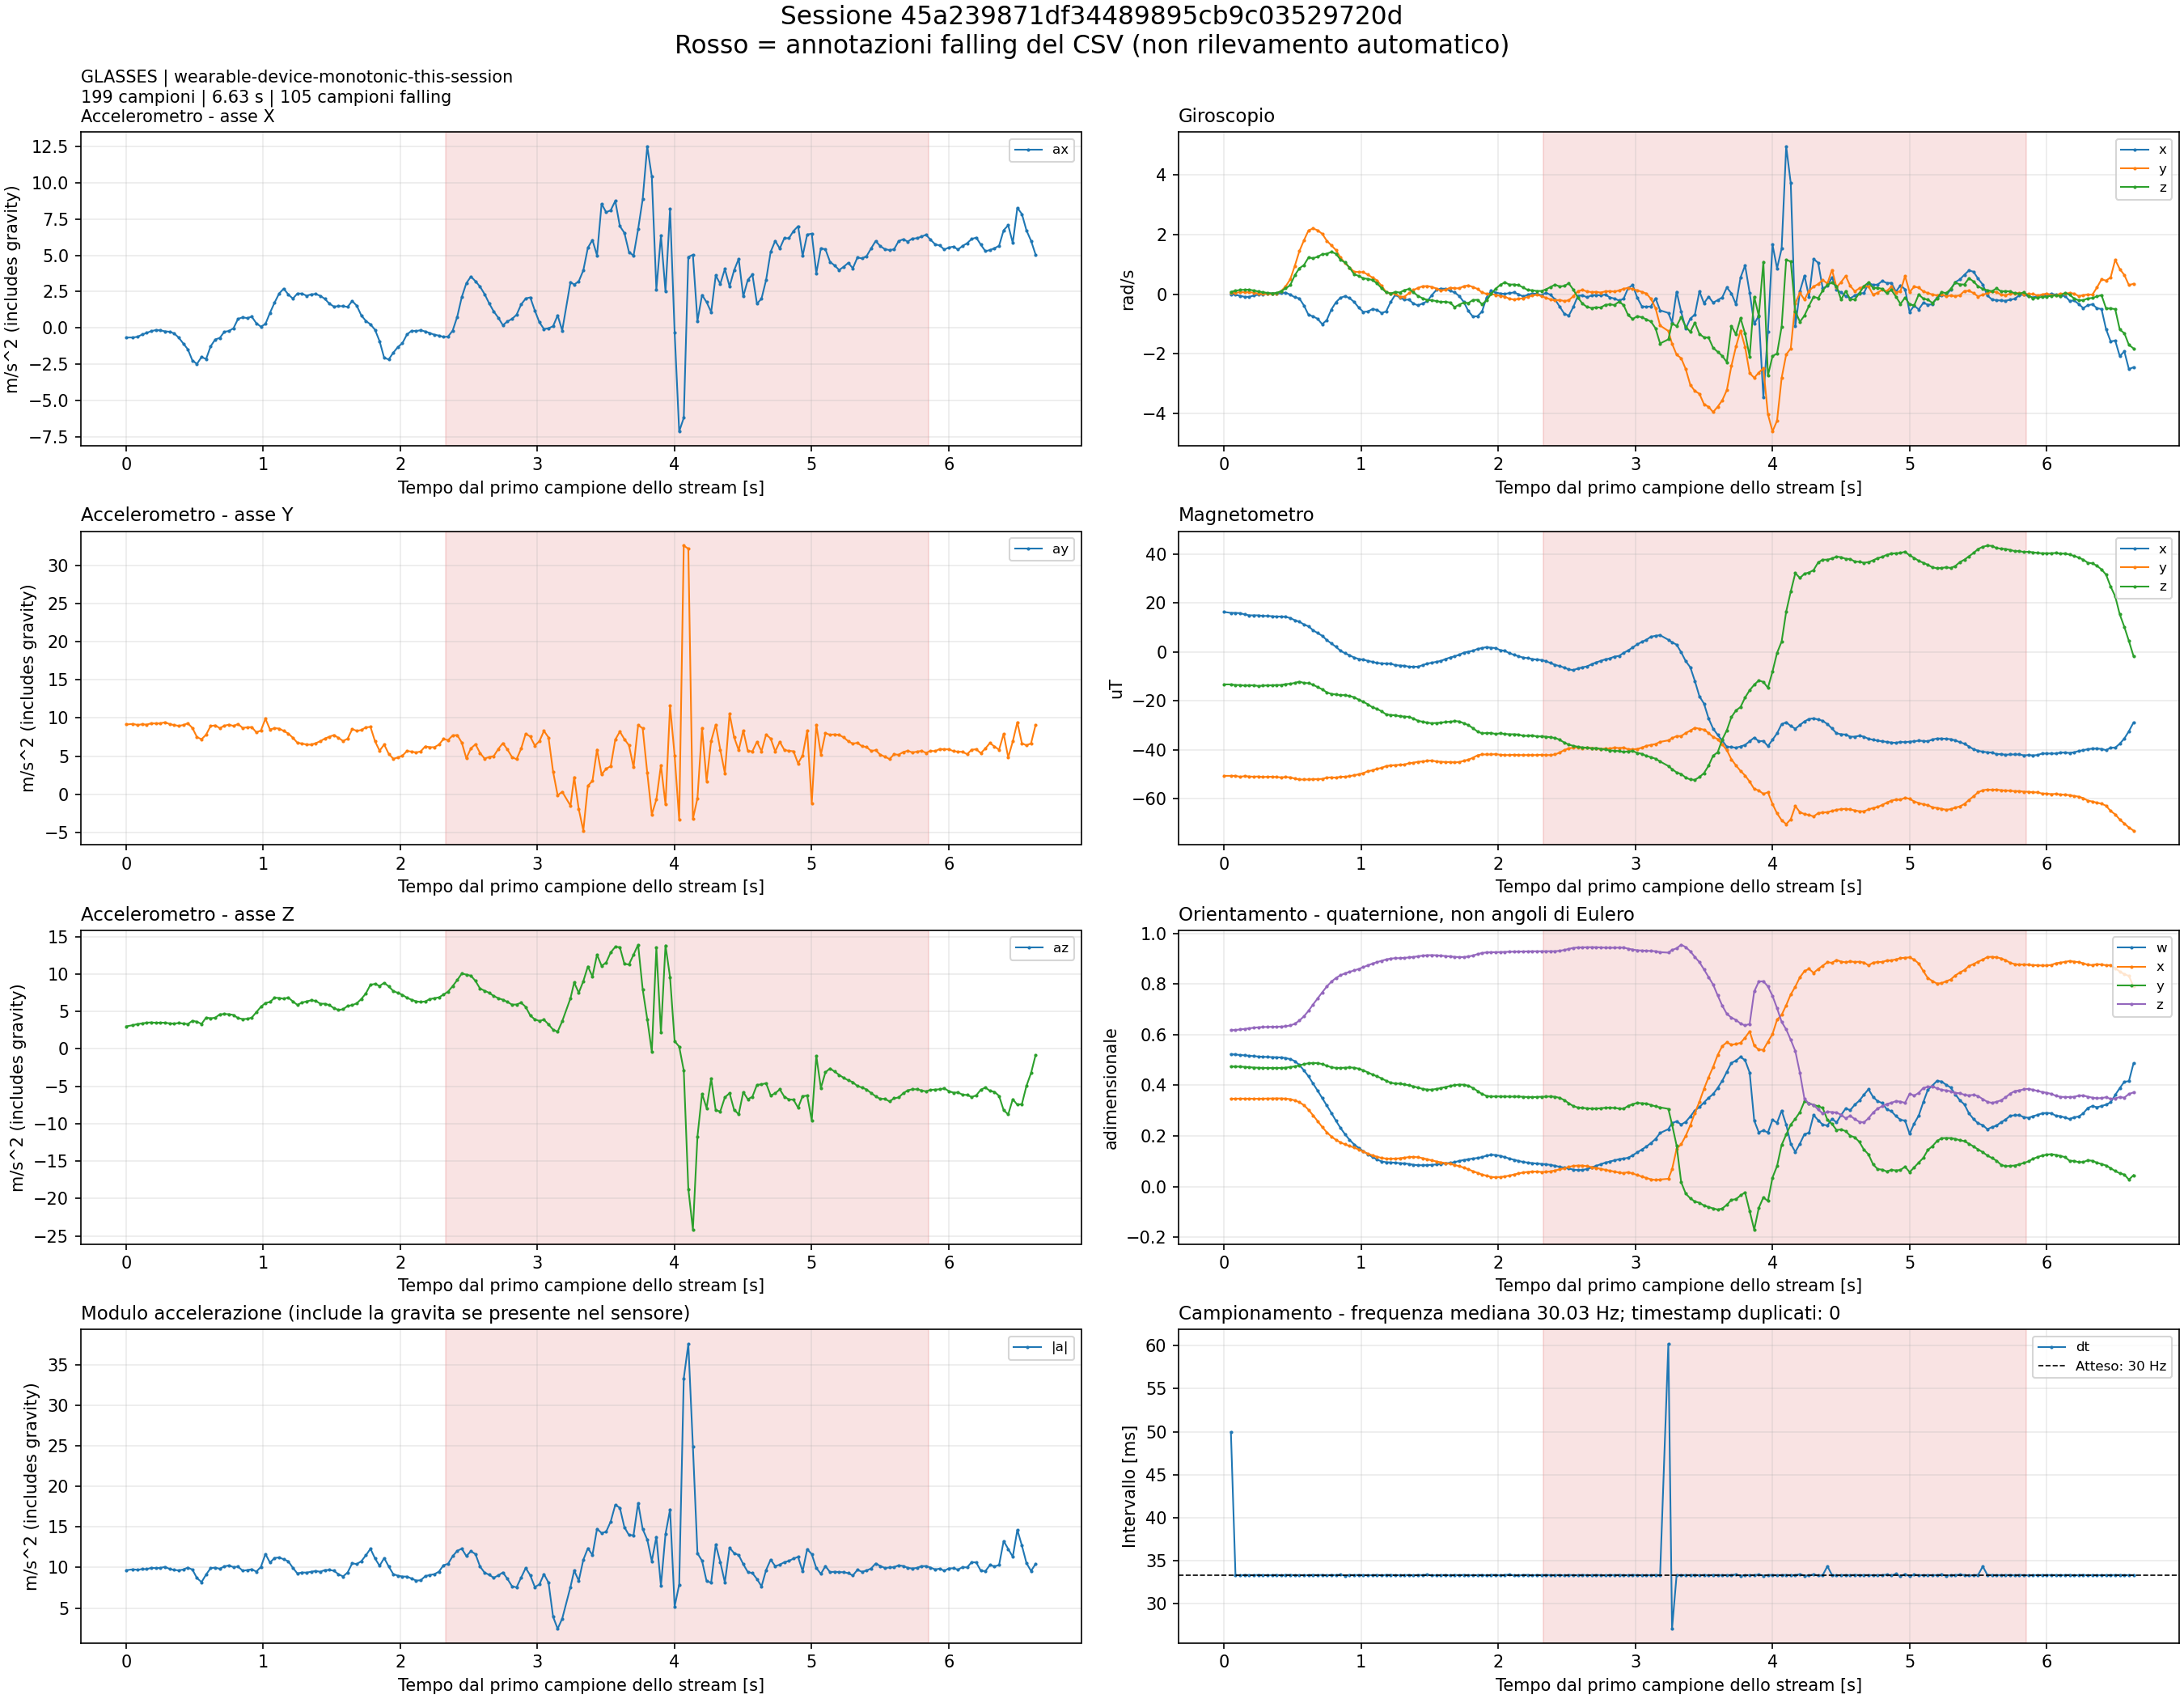 Sessione 45a239871df34489895cb9c03529720d
Rosso = annotazioni falling del CSV (non rilevamento automatico)
GLASSES | wearable-device-monotonic-this-session
199 campioni | 6.63 s | 105 campioni falling
Accelerometro - asse X
12.5
10.0
7.5
5.0
2.5
0.0
−2.5
−5.0
−7.5
m/s^2 (includes gravity)
ax
0 1 2 3 4 5 6
Tempo dal primo campione dello stream [s]
Giroscopio
4
2
0
−2
−4
rad/s
x
y
z
0 1 2 3 4 5 6
Tempo dal primo campione dello stream [s]
Accelerometro - asse Y
30
25
20
15
10
5
0
−5
m/s^2 (includes gravity)
ay
0 1 2 3 4 5 6
Tempo dal primo campione dello stream [s]
Magnetometro
40
20
0
−20
−40
−60
uT
x
y
z
0 1 2 3 4 5 6
Tempo dal primo campione dello stream [s]
Accelerometro - asse Z
15
10
5
0
−5
−10
−15
−20
−25
m/s^2 (includes gravity)
az
0 1 2 3 4 5 6
Tempo dal primo campione dello stream [s]
Orientamento - quaternione, non angoli di Eulero
1.0
0.8
0.6
0.4
0.2
0.0
−0.2
adimensionale
w
x
y
z
0 1 2 3 4 5 6
Tempo dal primo campione dello stream [s]
Modulo accelerazione (include la gravita se presente nel sensore)
35
30
25
20
15
10
5
m/s^2 (includes gravity)
|a|
0 1 2 3 4 5 6
Tempo dal primo campione dello stream [s]
Campionamento - frequenza mediana 30.03 Hz; timestamp duplicati: 0
60
55
50
45
40
35
30
Intervallo [ms]
dt
Atteso: 30 Hz
0 1 2 3 4 5 6
Tempo dal primo campione dello stream [s]